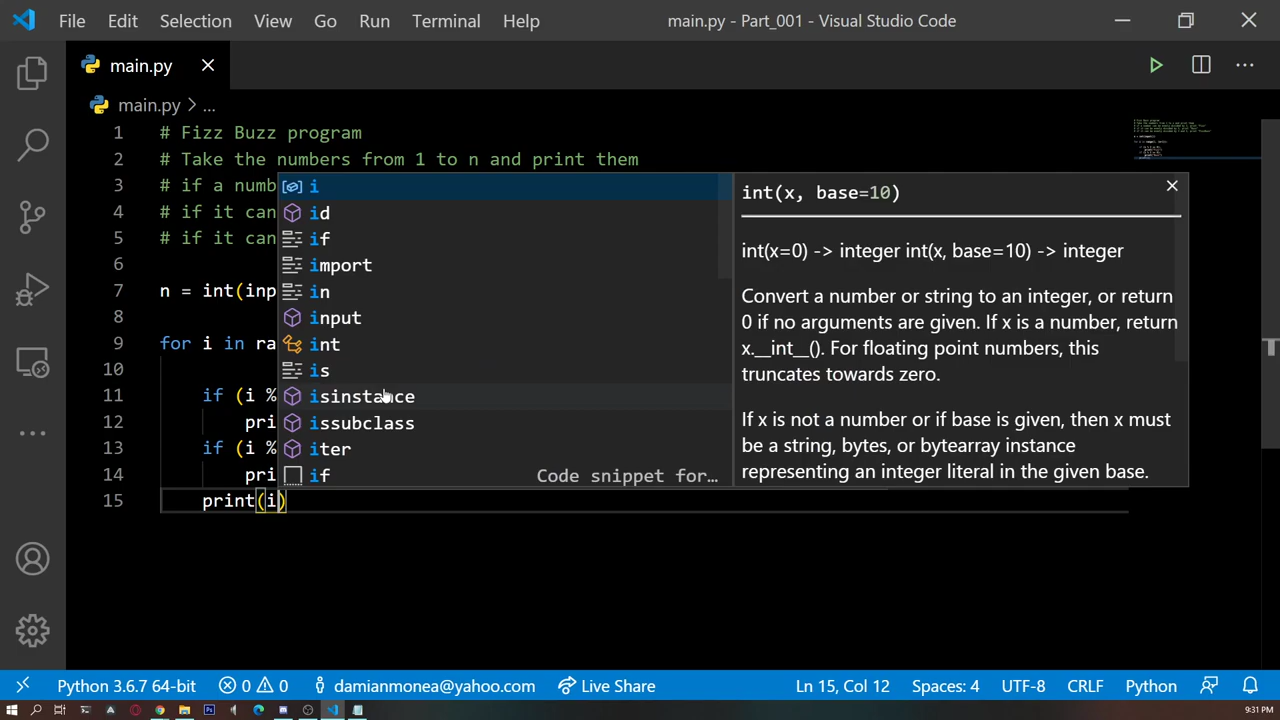 File Edit Selection View Go Run Terminal Help main.py - Part_001 - Visual Studio Code
main.py
main.py > ...
1 # Fizz Buzz program
2 # Take the numbers from 1 to n and print them
3 # if a numb
4 # if it can
5 # if it can
6
7 n = int(inp
8
9 for i in ra
10
11 if (i %
12 pri
13 if (i %
14 pri
15 print(i)
i
id
if
import
in
input
int
is
isinstance
issubclass
iter
if Code snippet for…
int(x, base=10)
int(x=0) -> integer int(x, base=10) -> integer
Convert a number or string to an integer, or return
0 if no arguments are given. If x is a number, return
x.__int__(). For floating point numbers, this
truncates towards zero.
If x is not a number or if base is given, then x must
be a string, bytes, or bytearray instance
representing an integer literal in the given base.
Python 3.6.7 64-bit 0 0 damianmonea@yahoo.com Live Share Ln 15, Col 12 Spaces: 4 UTF-8 CRLF Python
9:31 PM